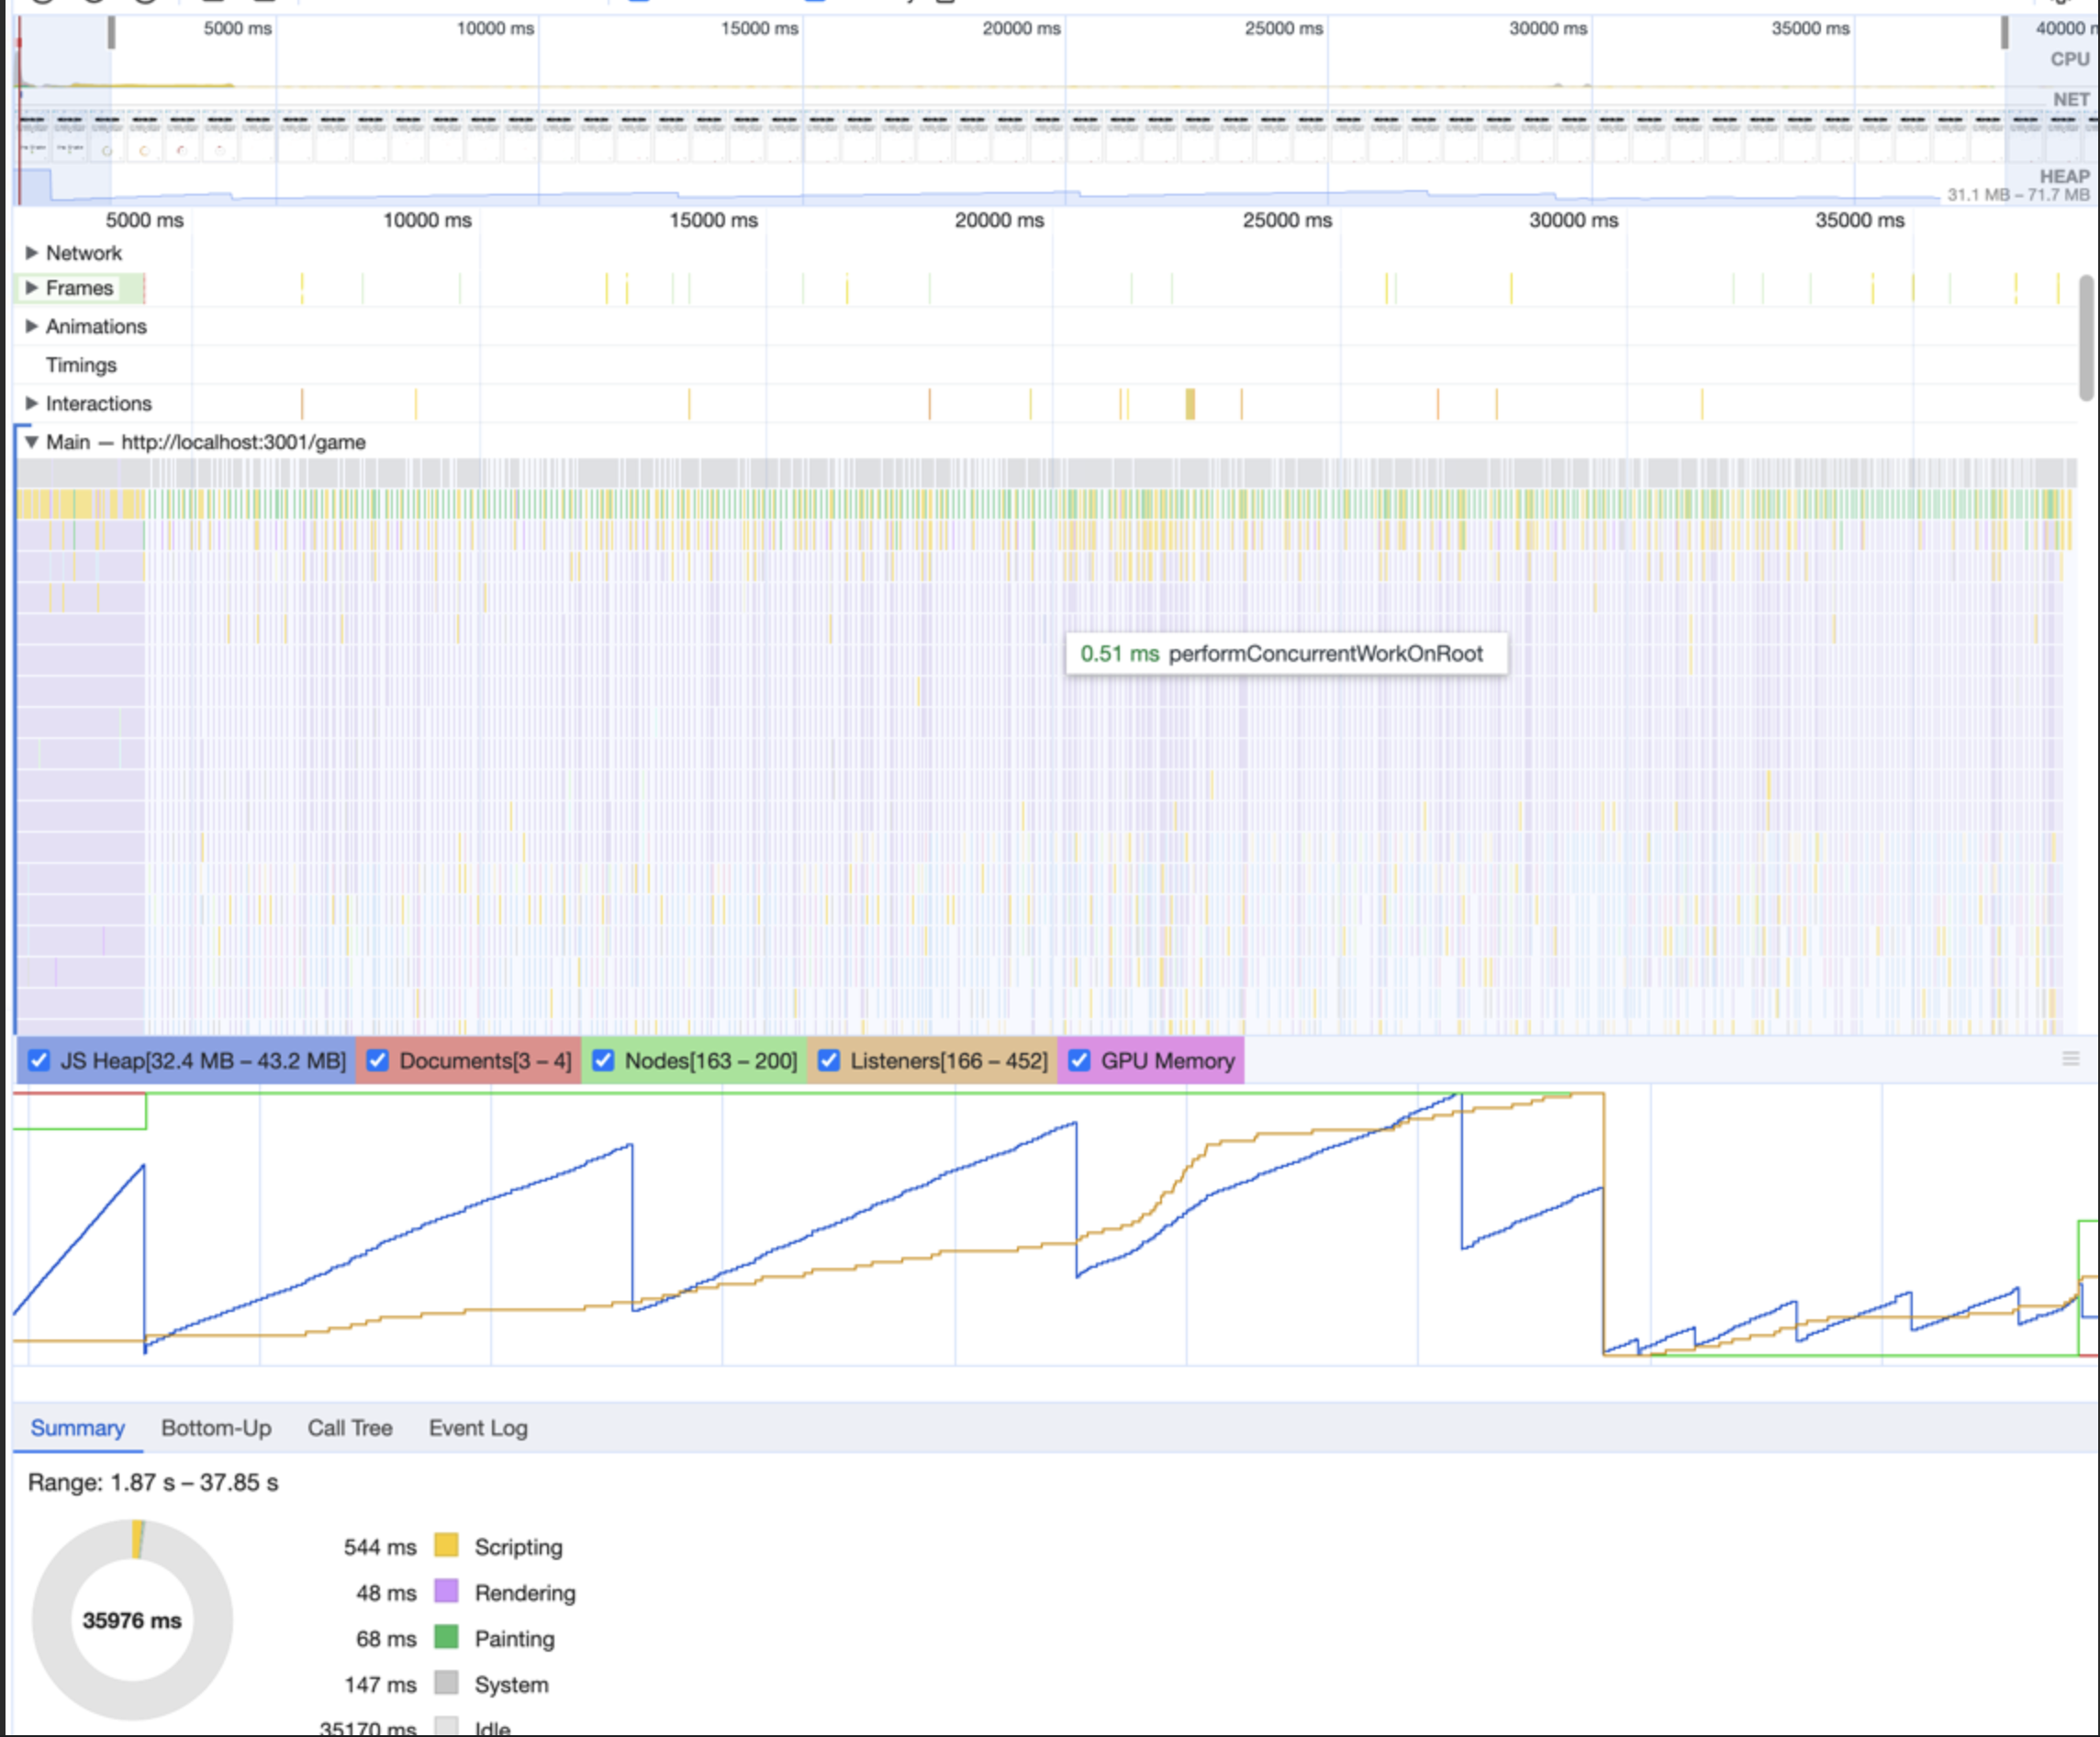 5000 ms 10000 ms 15000 ms 20000 ms 25000 ms 30000 ms 35000 ms 40000 m
CPU
NET
HEAP
31.1 MB – 71.7 MB
5000 ms 10000 ms 15000 ms 20000 ms 25000 ms 30000 ms 35000 ms
Network
Frames
Animations
Timings
Interactions
Main — http://localhost:3001/game
0.51 ms performConcurrentWorkOnRoot
JS Heap[32.4 MB – 43.2 MB] Documents[3 – 4] Nodes[163 – 200] Listeners[166 – 452] GPU Memory
Summary Bottom-Up Call Tree Event Log
Range: 1.87 s – 37.85 s
35976 ms
544 ms Scripting
48 ms Rendering
68 ms Painting
147 ms System
35170 ms Idle